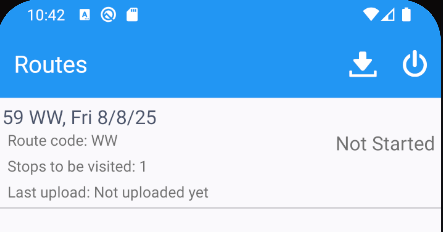 10:42
Routes
59 WW, Fri 8/8/25
Route code: WW
Not Started
Stops to be visited: 1
Last upload: Not uploaded yet